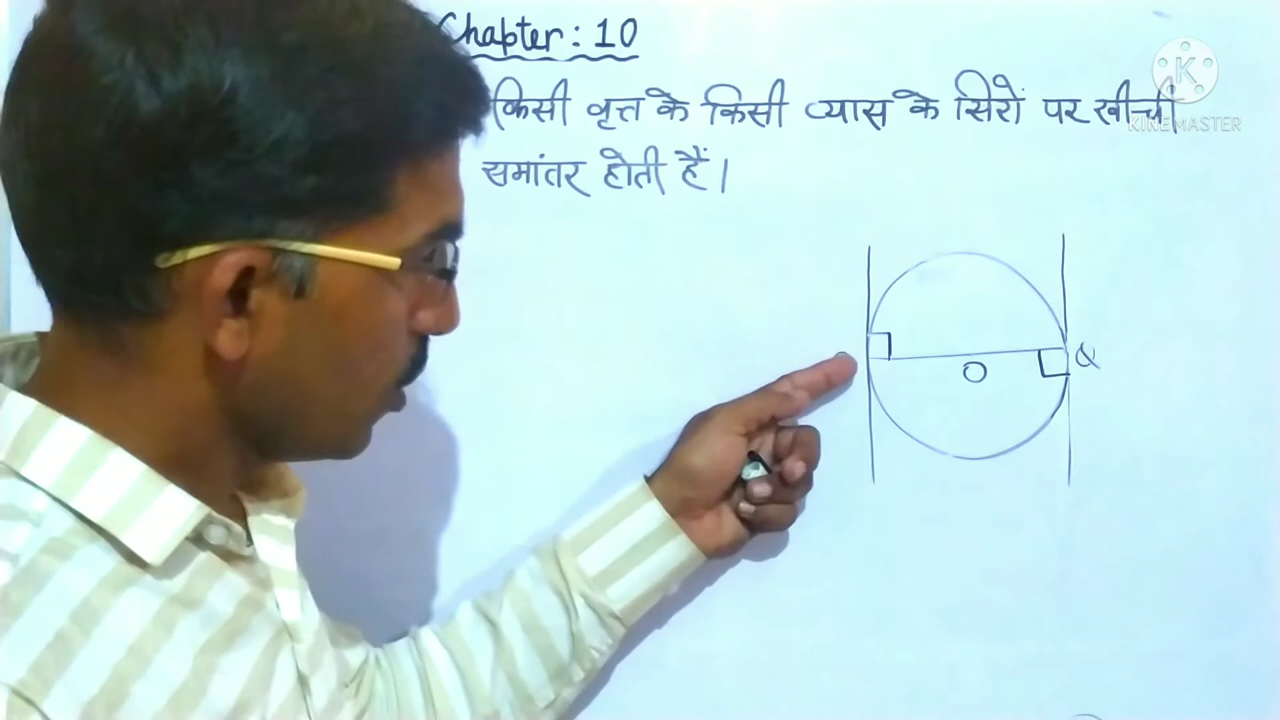 Chapter : 10
किसी वृत्त के किसी व्यास के सिरों पर खींची
समांतर होती हैं।
O
Q
K
KINEMASTER